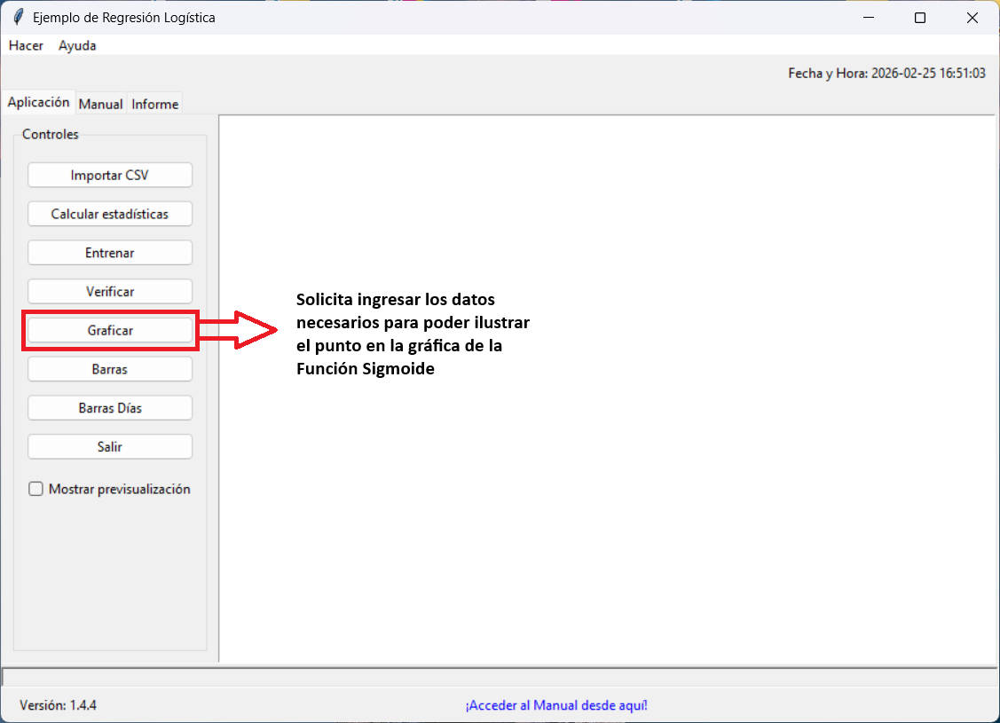 Ejemplo de Regresión Logística
Hacer Ayuda
Fecha y Hora: 2026-02-25 16:51:03
Aplicación Manual Informe
Controles
Importar CSV
Calcular estadísticas
Entrenar
Verificar
Graficar
Barras
Barras Días
Salir
Mostrar previsualización
Solicita ingresar los datos
necesarios para poder ilustrar
el punto en la gráfica de la
Función Sigmoide
Versión: 1.4.4
¡Acceder al Manual desde aquí!